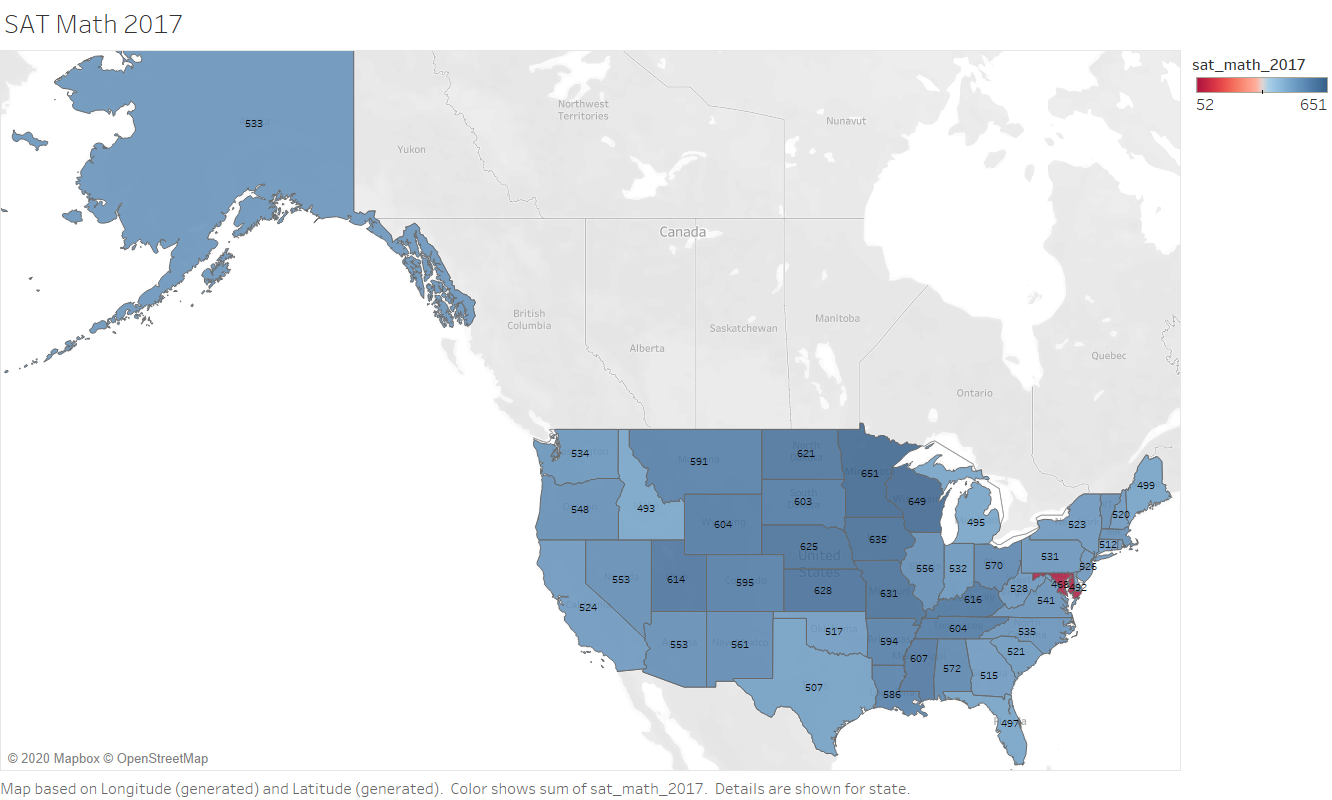 SAT Math 2017
sat_math_2017
52 651
533
Northwest
Territories
Nunavut
Yukon
Canada
British
Columbia
Alberta
Saskatchewan
Manitoba
Quebec
Ontario
534
591
621
651
548
493
604
603
649
495
499
520
523
512
625
635
United
States
556
532
570
531
526
553
614
595
628
631
616
528
541
492
524
553
561
517
594
604
535
607
572
521
515
507
586
497
© 2020 Mapbox © OpenStreetMap
Map based on Longitude (generated) and Latitude (generated). Color shows sum of sat_math_2017. Details are shown for state.